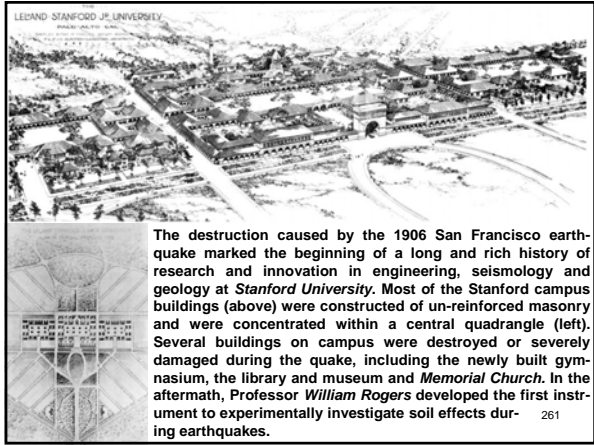 THE
LELAND STANFORD JR. UNIVERSITY
PALO ALTO CAL.
The destruction caused by the 1906 San Francisco earth-
quake marked the beginning of a long and rich history of
research and innovation in engineering, seismology and
geology at Stanford University. Most of the Stanford campus
buildings (above) were constructed of un-reinforced masonry
and were concentrated within a central quadrangle (left).
Several buildings on campus were destroyed or severely
damaged during the quake, including the newly built gym-
nasium, the library and museum and Memorial Church. In the
aftermath, Professor William Rogers developed the first instr-
ument to experimentally investigate soil effects dur-
ing earthquakes.
261